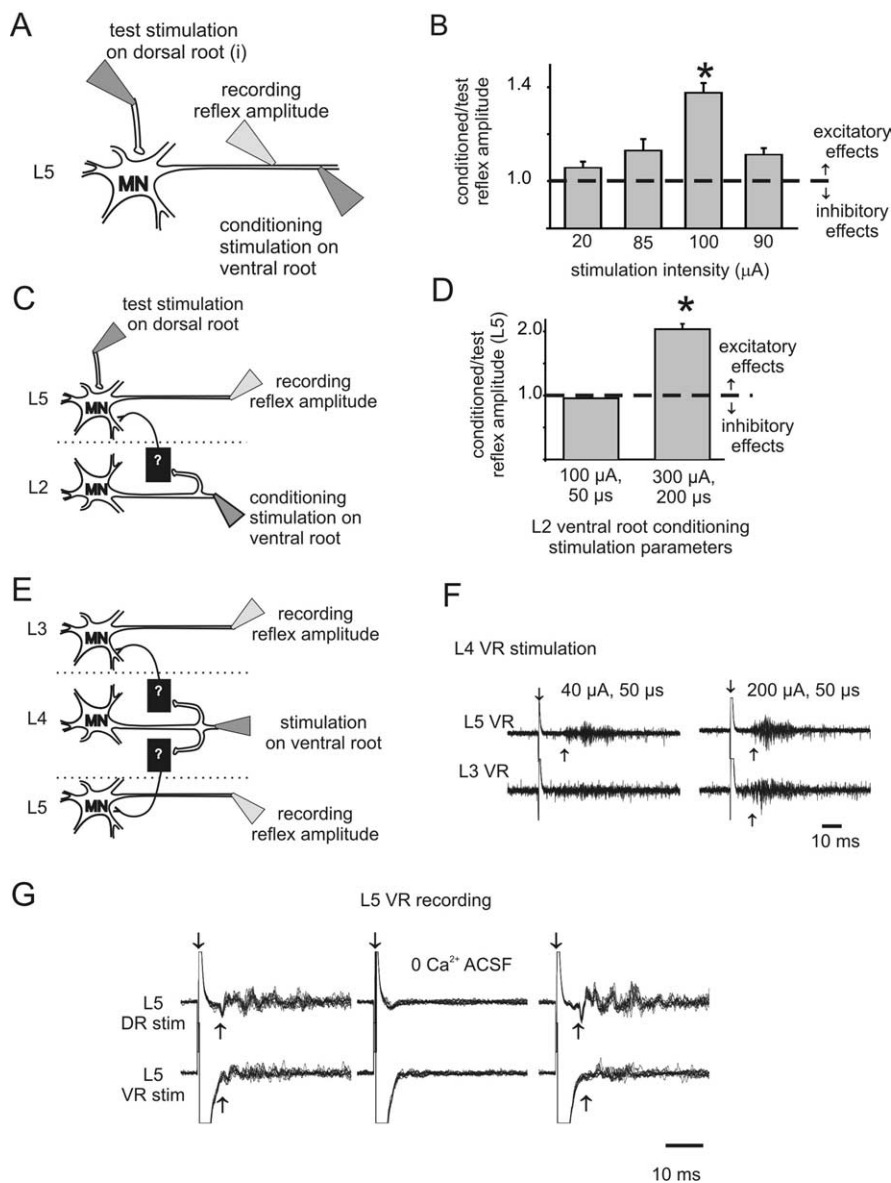 A
test stimulation
on dorsal root (i)
recording
reflex amplitude
L5
MN
conditioning
stimulation on
ventral root
B
conditioned/test
reflex amplitude
1.4
1.0
*
excitatory
effects
↑
↓
inhibitory
effects
20 85 100 90
stimulation intensity (µA)
C
test stimulation
on dorsal root
L5
MN
recording
reflex amplitude
?
L2
MN
conditioning
stimulation on
ventral root
D
conditioned/test
reflex amplitude (L5)
2.0
1.0
*
excitatory
effects
↑
↓
inhibitory
effects
100 µA,
50 µs
300 µA,
200 µs
L2 ventral root conditioning
stimulation parameters
E
L3
MN
recording
reflex amplitude
?
L4
MN
stimulation
on ventral root
?
L5
MN
recording
reflex amplitude
F
L4 VR stimulation
40 µA, 50 µs
200 µA, 50 µs
L5 VR
L3 VR
10 ms
G
L5 VR recording
0 Ca²⁺ ACSF
L5
DR stim
L5
VR stim
10 ms